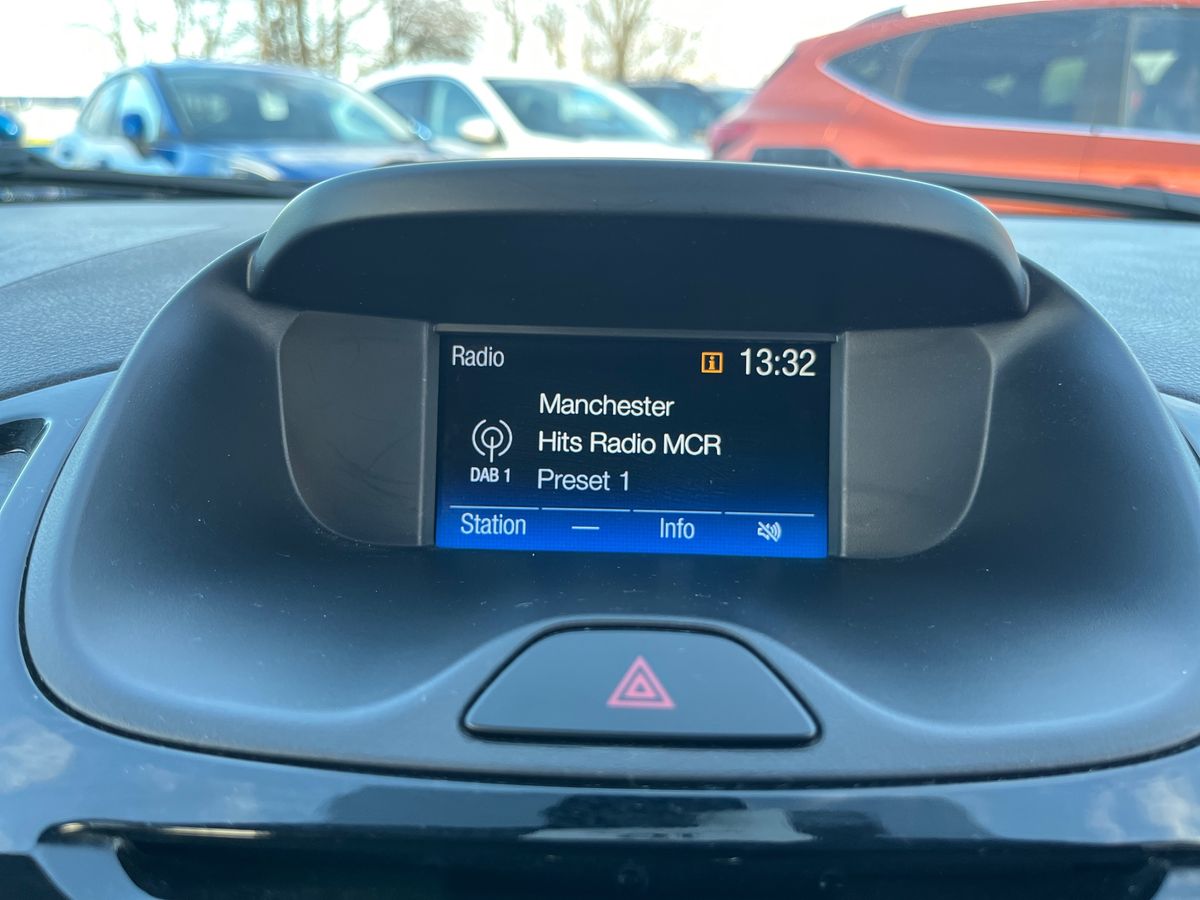 Radio 13:32
Manchester
Hits Radio MCR
DAB 1 Preset 1
Station — Info